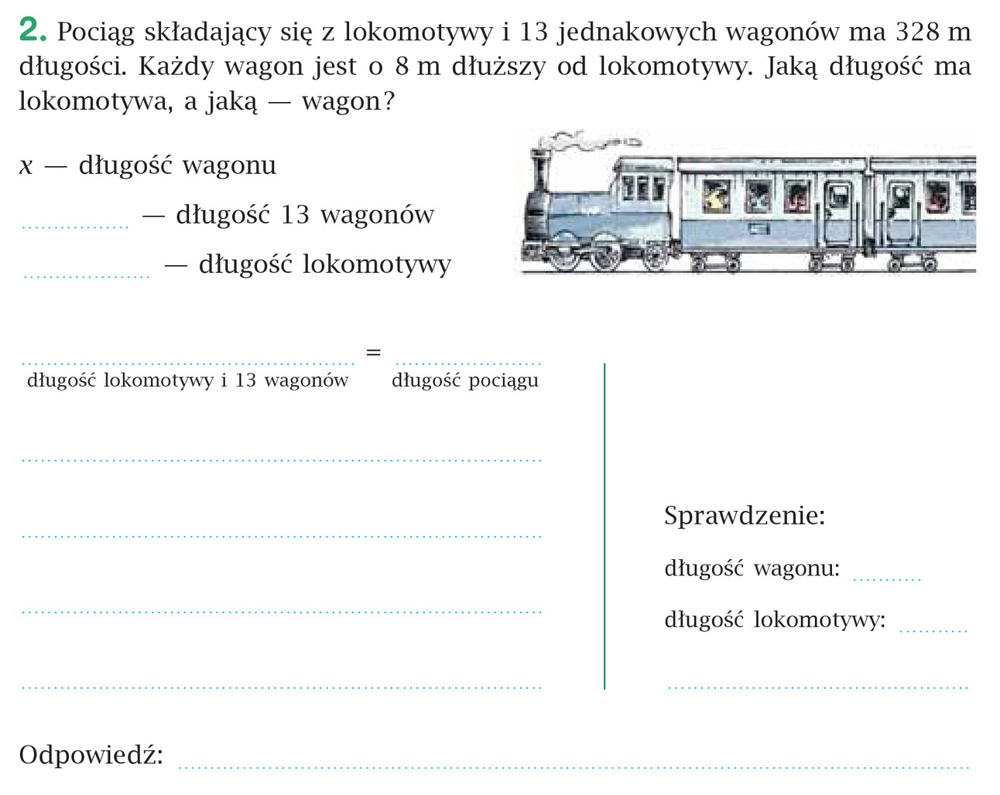 2. Pociąg składający się z lokomotywy i 13 jednakowych wagonów ma 328 m
długości. Każdy wagon jest o 8 m dłuższy od lokomotywy. Jaką długość ma
lokomotywa, a jaką — wagon?
x — długość wagonu
— długość 13 wagonów
— długość lokomotywy
=
długość lokomotywy i 13 wagonów długość pociągu
Sprawdzenie:
długość wagonu:
długość lokomotywy:
Odpowiedź: